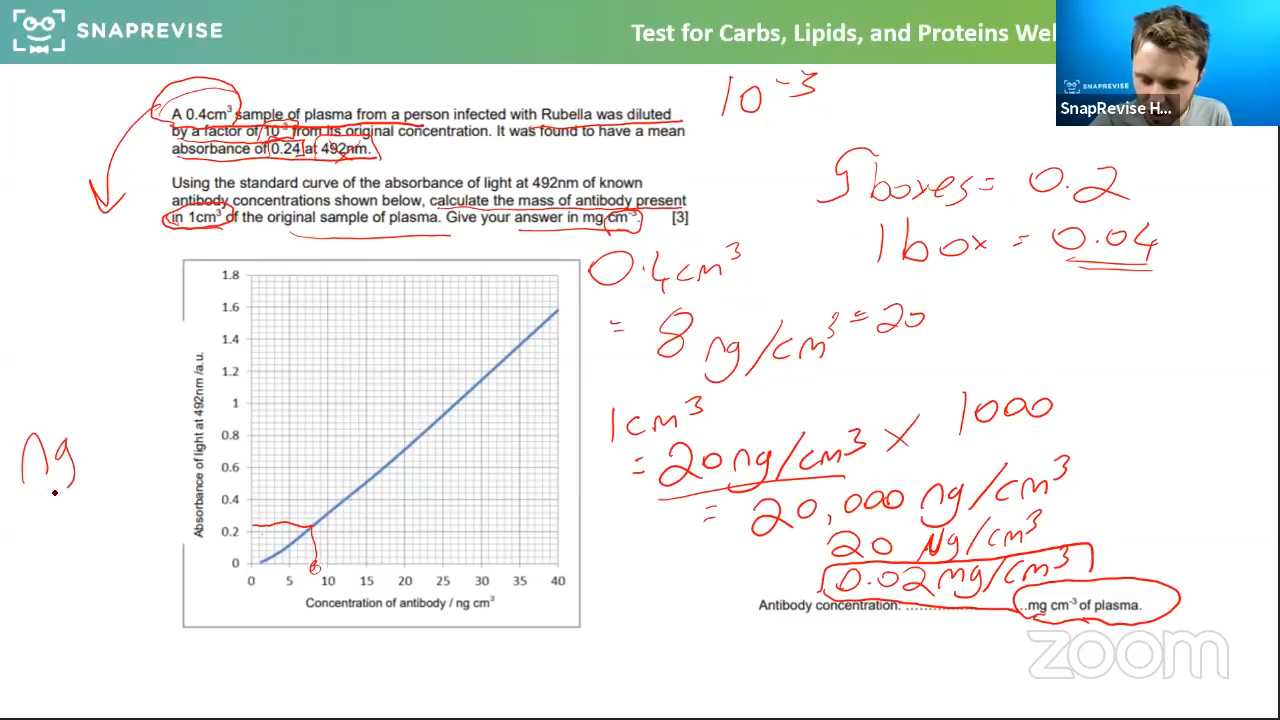 SNAPREVISE
Test for Carbs, Lipids, and Proteins We
SnapRevise H...
10⁻³
A 0.4cm³ sample of plasma from a person infected with Rubella was diluted
by a factor of 10⁻³ from its original concentration. It was found to have a mean
absorbance of 0.24 at 492nm.
Using the standard curve of the absorbance of light at 492nm of known
antibody concentrations shown below, calculate the mass of antibody present
in 1cm³ of the original sample of plasma. Give your answer in mg cm⁻³. [3]
5 boxes = 0.2
1 box = 0.04
0.4cm³
= 8 ng/cm³ = 20
1cm³
= 20ng/cm³ × 1000
= 20,000 ng/cm³
20 µg/cm³
0.02mg/cm³
Antibody concentration: ..........................mg cm⁻³ of plasma.
ng
Absorbance of light at 492nm /a.u.
1.8
1.6
1.4
1.2
1
0.8
0.6
0.4
0.2
0
8
0 5 10 15 20 25 30 35 40
Concentration of antibody / ng cm³
zoom